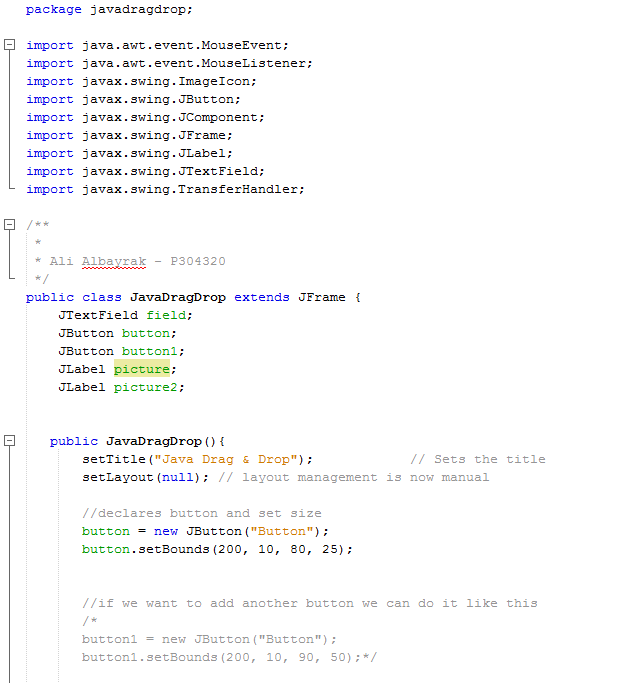 package javadragdrop;
import java.awt.event.MouseEvent;
import java.awt.event.MouseListener;
import javax.swing.ImageIcon;
import javax.swing.JButton;
import javax.swing.JComponent;
import javax.swing.JFrame;
import javax.swing.JLabel;
import javax.swing.JTextField;
import javax.swing.TransferHandler;
/**
*
* Ali Albayrak - P304320
*/
public class JavaDragDrop extends JFrame {
JTextField field;
JButton button;
JButton button1;
JLabel picture;
JLabel picture2;
public JavaDragDrop(){
setTitle("Java Drag & Drop"); // Sets the title
setLayout(null); // layout management is now manual
//declares button and set size
button = new JButton("Button");
button.setBounds(200, 10, 80, 25);
//if we want to add another button we can do it like this
/*
button1 = new JButton("Button");
button1.setBounds(200, 10, 90, 50);*/